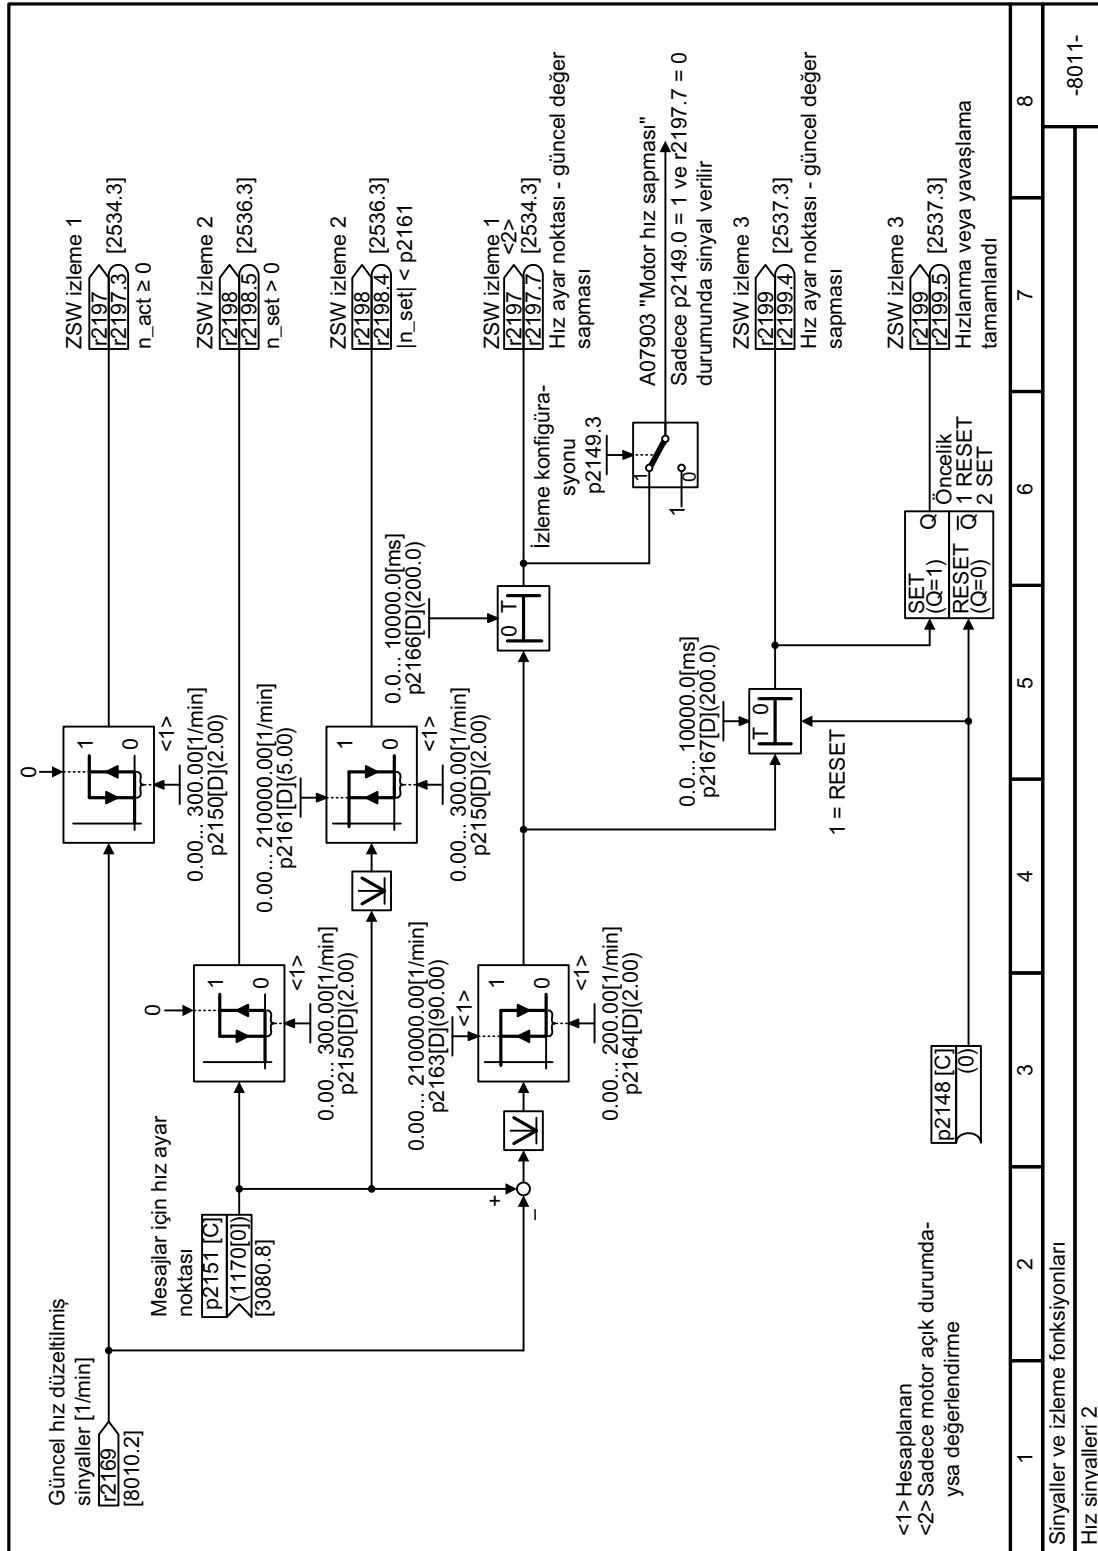 Güncel hız düzeltilmiş
sinyaller [1/min]
r2169
[8010.2]
Mesajlar için hız ayar
noktası
p2151 [C]
(1170[0])
[3080.8]
+
–
0
1
0
<1>
0.00... 300.00[1/min]
p2150[D](2.00)
ZSW izleme 1
r2197
r2197.3
[2534.3]
n_act ≥ 0
0
1
0
<1>
0.00... 300.00[1/min]
p2150[D](2.00)
ZSW izleme 2
r2198
r2198.5
[2536.3]
n_set > 0
0.00... 210000.00[1/min]
p2161[D](5.00)
1
0
<1>
0.00... 300.00[1/min]
p2150[D](2.00)
ZSW izleme 2
r2198
r2198.4
[2536.3]
|n_set| < p2161
0.00... 210000.00[1/min]
p2163[D](90.00)
<1>
1
0
<1>
0.00... 200.00[1/min]
p2164[D](2.00)
0.0... 10000.0[ms]
p2166[D](200.0)
0 T
ZSW izleme 1
<2>
r2197
r2197.7
[2534.3]
Hız ayar noktası - güncel değer
sapması
İzleme konfigüra-
syonu
p2149.3
1
0
1
A07903 "Motor hız sapması"
Sadece p2149.0 = 1 ve r2197.7 = 0
durumunda sinyal verilir
0.0... 10000.0[ms]
p2167[D](200.0)
T 0
1 = RESET
ZSW izleme 3
r2199
r2199.4
[2537.3]
Hız ayar noktası - güncel değer
sapması
p2148 [C]
(0)
SET
(Q=1)
Q
RESET
(Q=0)
Q̅
Öncelik
1 RESET
2 SET
ZSW izleme 3
r2199
r2199.5
[2537.3]
Hızlanma veya yavaşlama
tamamlandı
<1> Hesaplanan
<2> Sadece motor açık durumda-
ysa değerlendirme
1 2 3 4 5 6 7 8
Sinyaller ve izleme fonksiyonları
Hız sinyalleri 2
-8011-